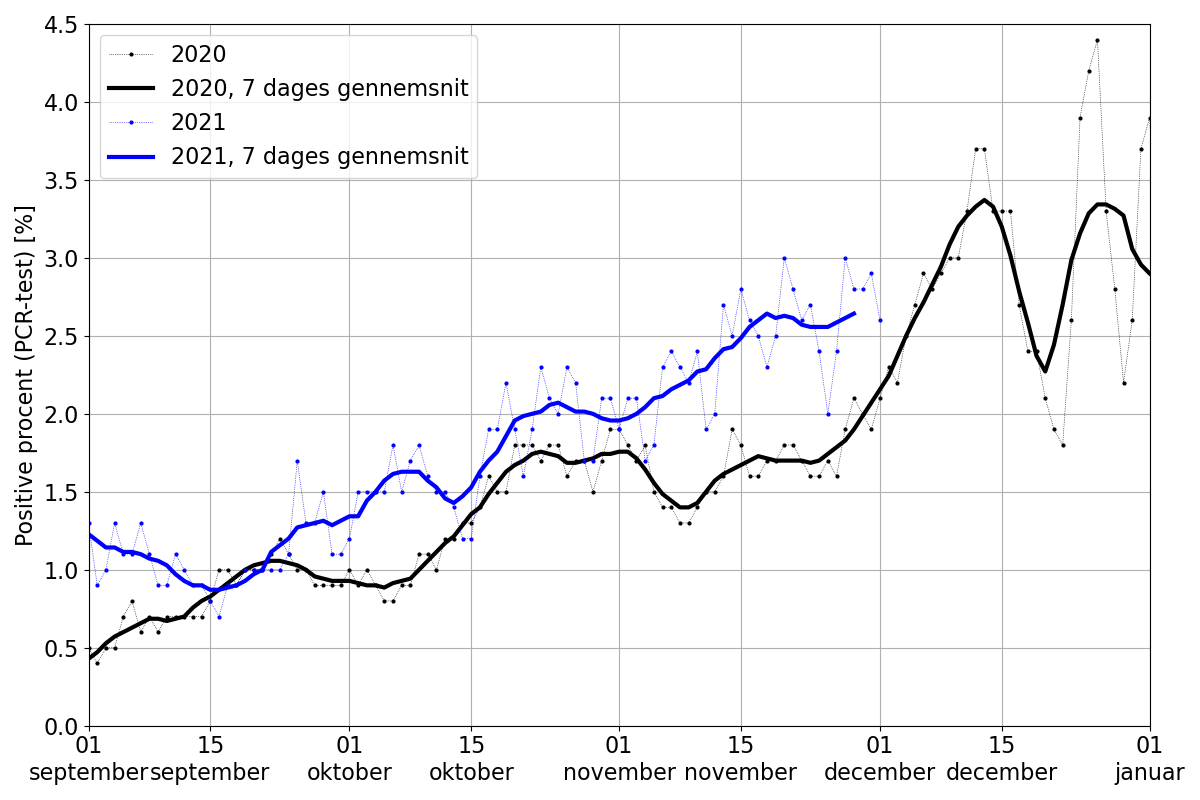 4.5
4.0
3.5
3.0
2.5
2.0
1.5
1.0
0.5
0.0
Positive procent (PCR-test) [%]
2020
2020, 7 dages gennemsnit
2021
2021, 7 dages gennemsnit
01 15 01 15 01 15 01 15 01
september september oktober oktober november november december december januar